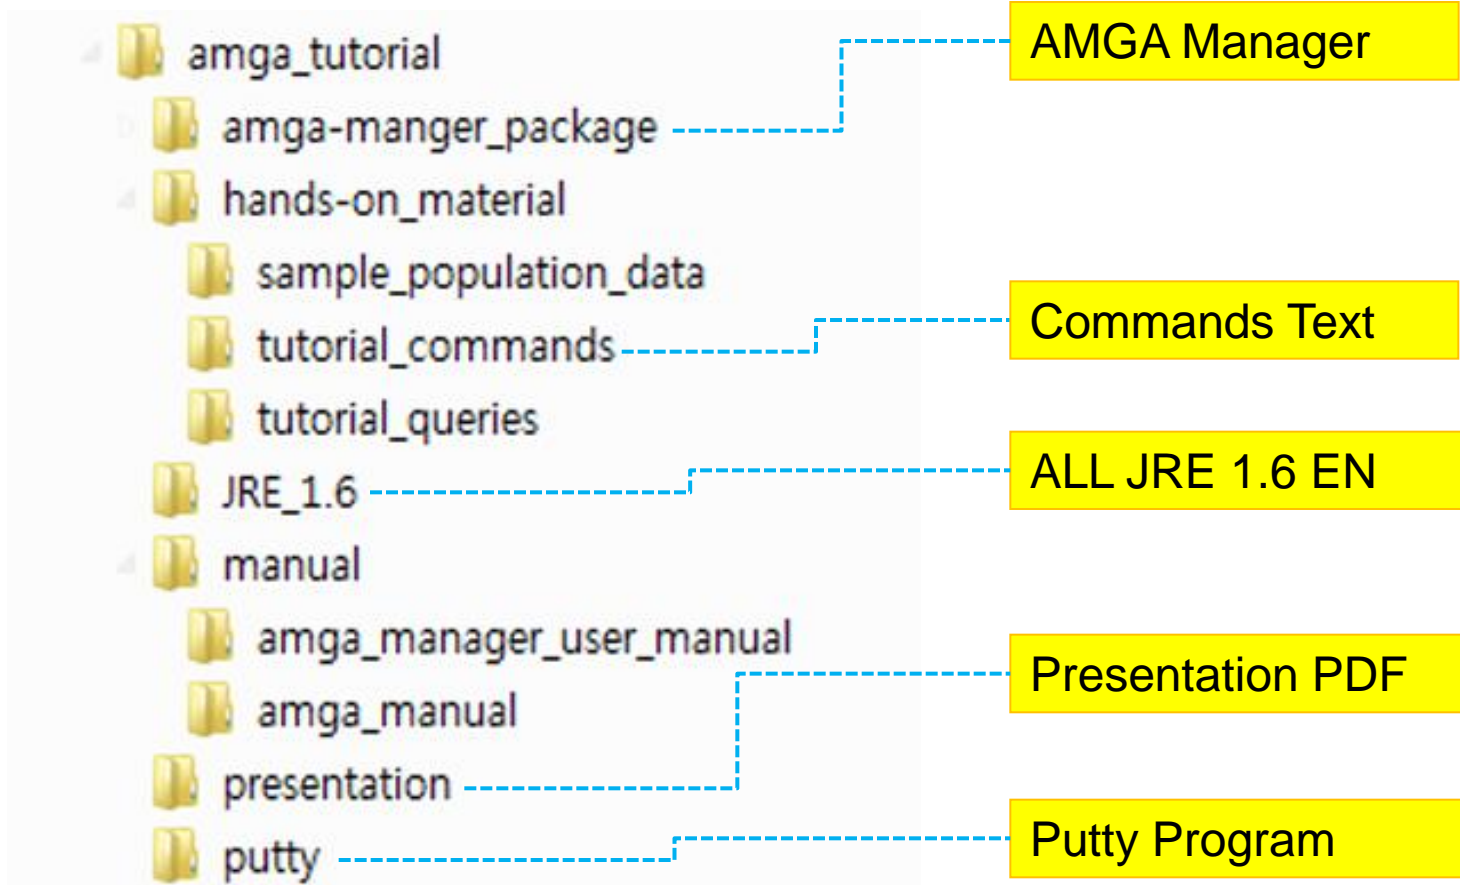 amga_tutorial
amga-manger_package
hands-on_material
sample_population_data
tutorial_commands
tutorial_queries
JRE_1.6
manual
amga_manager_user_manual
amga_manual
presentation
putty
AMGA Manager
Commands Text
ALL JRE 1.6 EN
Presentation PDF
Putty Program